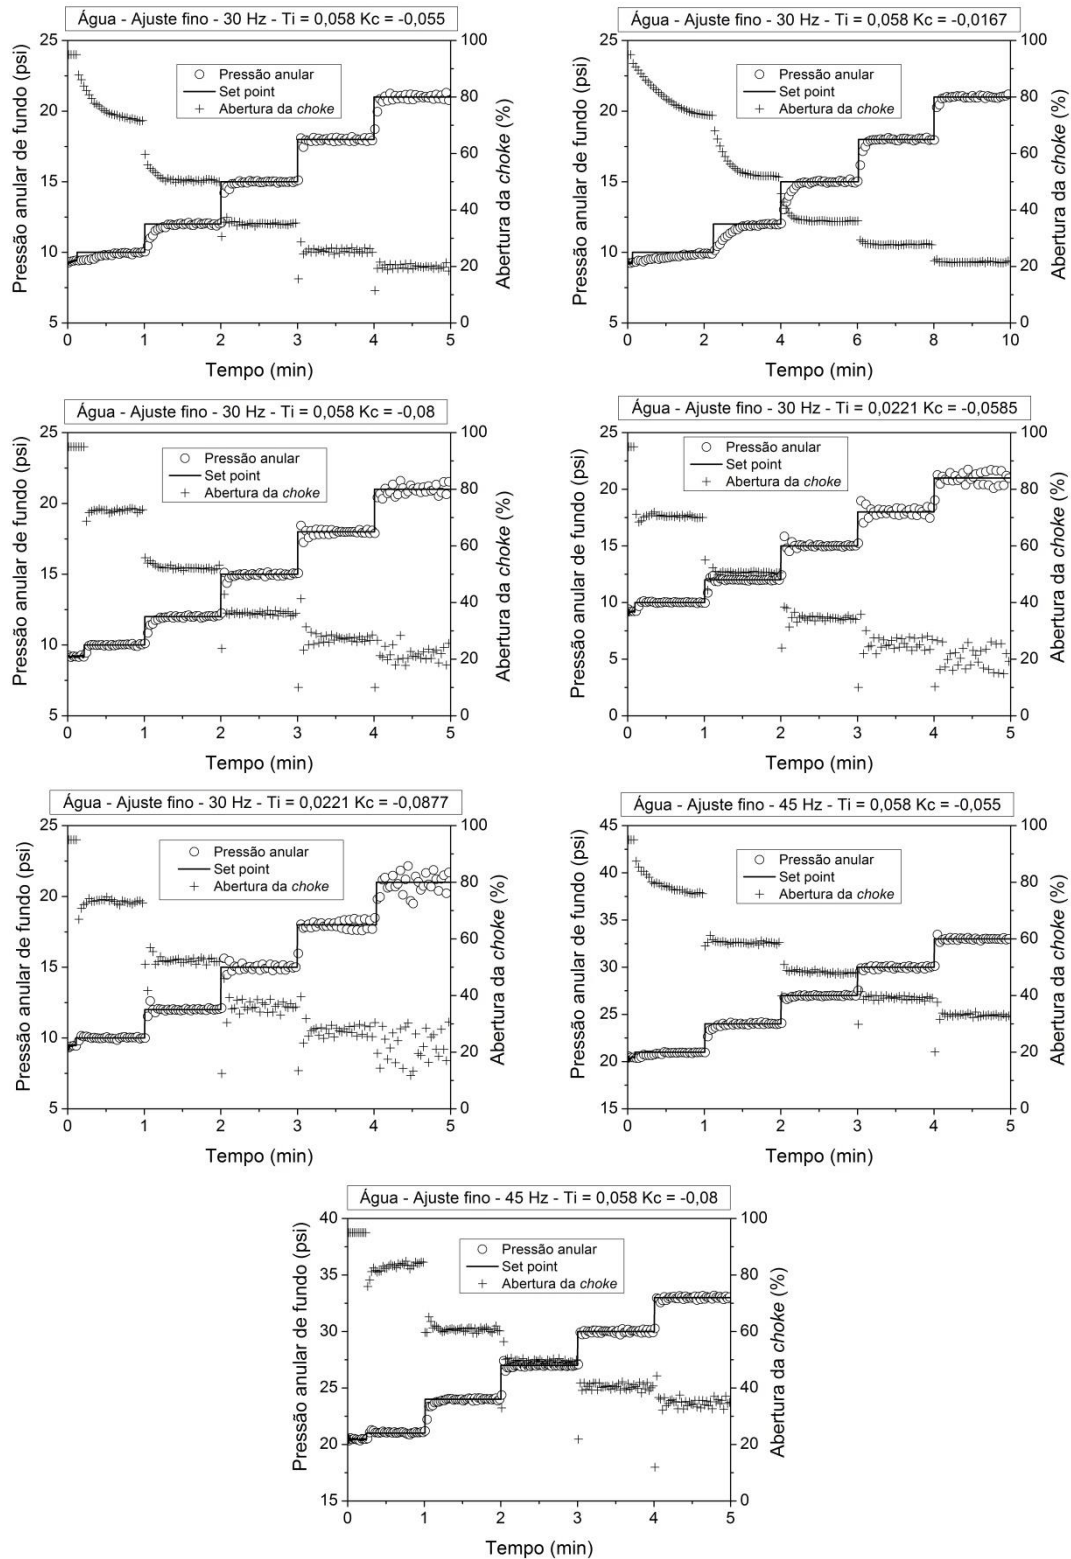 Água - Ajuste fino - 30 Hz - Ti = 0,058 Kc = -0,055
25
20
15
10
5
Pressão anular de fundo (psi)
Pressão anular
Set point
Abertura da choke
100
80
60
40
20
0
Abertura da choke (%)
0 1 2 3 4 5
Tempo (min)
Água - Ajuste fino - 30 Hz - Ti = 0,058 Kc = -0,0167
25
20
15
10
5
Pressão anular de fundo (psi)
Pressão anular
Set point
Abertura da choke
100
80
60
40
20
0
Abertura da choke (%)
0 2 4 6 8 10
Tempo (min)
Água - Ajuste fino - 30 Hz - Ti = 0,058 Kc = -0,08
25
20
15
10
5
Pressão anular de fundo (psi)
Pressão anular
Set point
Abertura da choke
100
80
60
40
20
0
Abertura da choke (%)
0 1 2 3 4 5
Tempo (min)
Água - Ajuste fino - 30 Hz - Ti = 0,0221 Kc = -0,0585
25
20
15
10
5
0
Pressão anular de fundo (psi)
Pressão anular
Set point
Abertura da choke
100
80
60
40
20
0
Abertura da choke (%)
0 1 2 3 4 5
Tempo (min)
Água - Ajuste fino - 30 Hz - Ti = 0,0221 Kc = -0,0877
25
20
15
10
5
Pressão anular de fundo (psi)
Pressão anular
Set point
Abertura da choke
100
80
60
40
20
0
Abertura da choke (%)
0 1 2 3 4 5
Tempo (min)
Água - Ajuste fino - 45 Hz - Ti = 0,058 Kc = -0,055
45
40
35
30
25
20
15
Pressão anular de fundo (psi)
Pressão anular
Set point
Abertura da choke
100
80
60
40
20
0
Abertura da choke (%)
0 1 2 3 4 5
Tempo (min)
Água - Ajuste fino - 45 Hz - Ti = 0,058 Kc = -0,08
40
35
30
25
20
15
Pressão anular de fundo (psi)
Pressão anular
Set point
Abertura da choke
100
80
60
40
20
0
Abertura da choke (%)
0 1 2 3 4 5
Tempo (min)